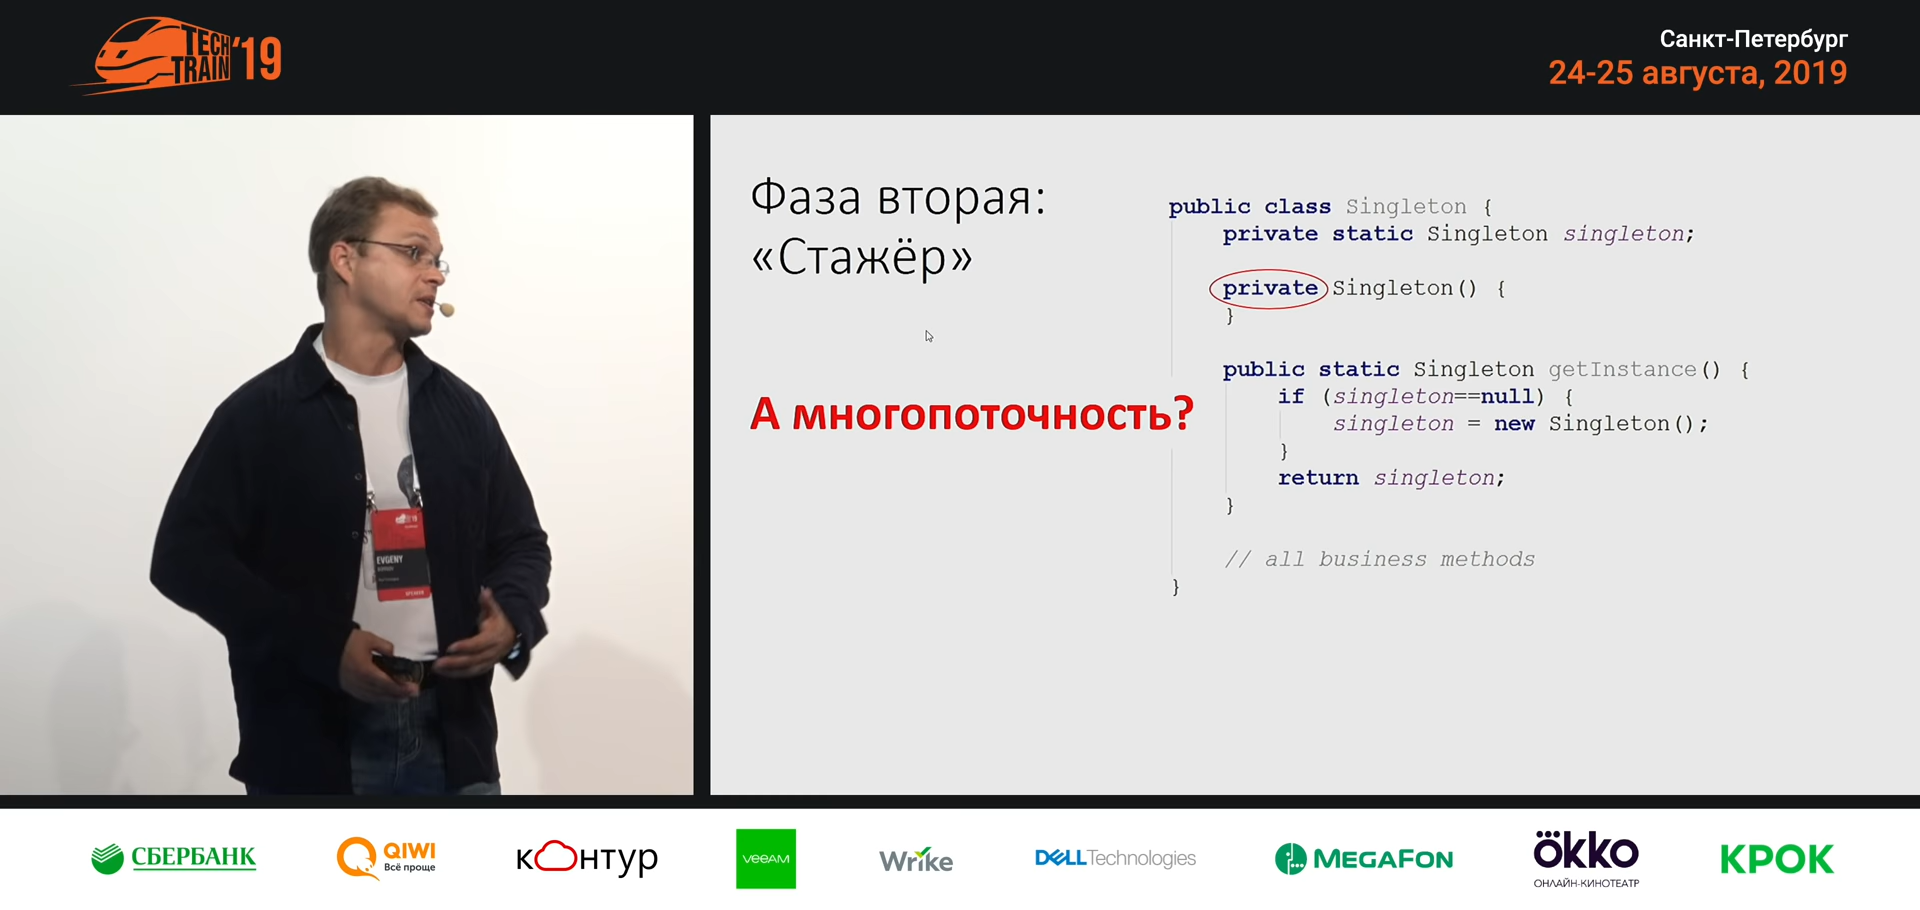 TECH
TRAIN'19
Санкт-Петербург
24-25 августа, 2019
Фаза вторая:
«Стажёр»
А многопоточность?
public class Singleton {
private static Singleton singleton;
private Singleton() {
}
public static Singleton getInstance() {
if (singleton==null) {
singleton = new Singleton();
}
return singleton;
}
// all business methods
}
EVGENY
СБЕРБАНК
QIWI
Всё проще
контур
veeam
Wrike
DELL Technologies
MEGAFON
ökko
ОНЛАЙН-КИНОТЕАТР
КРОК